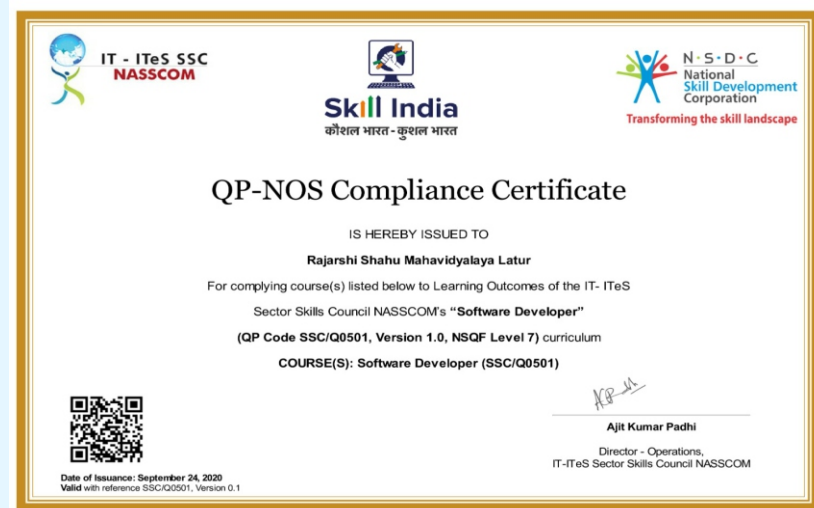 IT - ITeS SSC
NASSCOM
Skill India
कौशल भारत - कुशल भारत
N·S·D·C
National
Skill Development
Corporation
Transforming the skill landscape
QP-NOS Compliance Certificate
IS HEREBY ISSUED TO
Rajarshi Shahu Mahavidyalaya Latur
For complying course(s) listed below to Learning Outcomes of the IT- ITeS
Sector Skills Council NASSCOM's “Software Developer”
(QP Code SSC/Q0501, Version 1.0, NSQF Level 7) curriculum
COURSE(S): Software Developer (SSC/Q0501)
Ajit Kumar Padhi
Director - Operations,
IT-ITeS Sector Skills Council NASSCOM
Date of Issuance: September 24, 2020
Valid with reference SSC/Q0501, Version 0.1